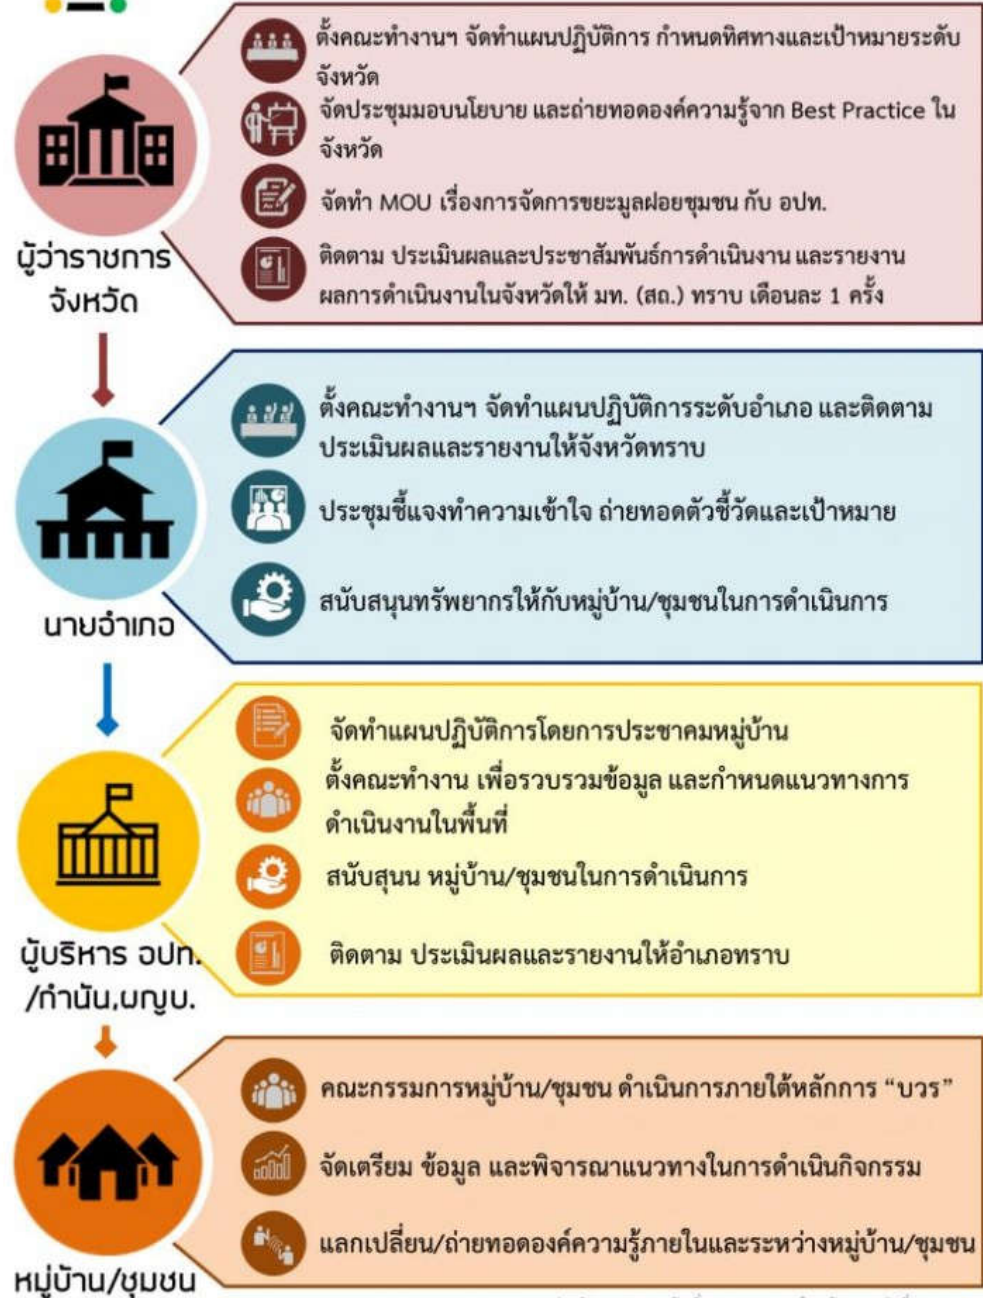 ตั้งคณะทำงานฯ จัดทำแผนปฏิบัติการ กำหนดทิศทางและเป้าหมายระดับ
จังหวัด
จัดประชุมมอบนโยบาย และถ่ายทอดองค์ความรู้จาก Best Practice ใน
จังหวัด
จัดทำ MOU เรื่องการจัดการขยะมูลฝอยชุมชน กับ อปท.
ติดตาม ประเมินผลและประชาสัมพันธ์การดำเนินงาน และรายงาน
ผลการดำเนินงานในจังหวัดให้ มท. (สถ.) ทราบ เดือนละ 1 ครั้ง
ผู้ว่าราชการ
จังหวัด
ตั้งคณะทำงานฯ จัดทำแผนปฏิบัติการระดับอำเภอ และติดตาม
ประเมินผลและรายงานให้จังหวัดทราบ
ประชุมชี้แจงทำความเข้าใจ ถ่ายทอดตัวชี้วัดและเป้าหมาย
สนับสนุนทรัพยากรให้กับหมู่บ้าน/ชุมชนในการดำเนินการ
นายอำเภอ
จัดทำแผนปฏิบัติการโดยการประชาคมหมู่บ้าน
ตั้งคณะทำงาน เพื่อรวบรวมข้อมูล และกำหนดแนวทางการ
ดำเนินงานในพื้นที่
สนับสุนน หมู่บ้าน/ชุมชนในการดำเนินการ
ติดตาม ประเมินผลและรายงานให้อำเภอทราบ
ผู้บริหาร อปท.
/กำนัน,ผญบ.
คณะกรรมการหมู่บ้าน/ชุมชน ดำเนินการภายใต้หลักการ “บวร”
จัดเตรียม ข้อมูล และพิจารณาแนวทางในการดำเนินกิจกรรม
แลกเปลี่ยน/ถ่ายทอดองค์ความรู้ภายในและระหว่างหมู่บ้าน/ชุมชน
หมู่บ้าน/ชุมชน